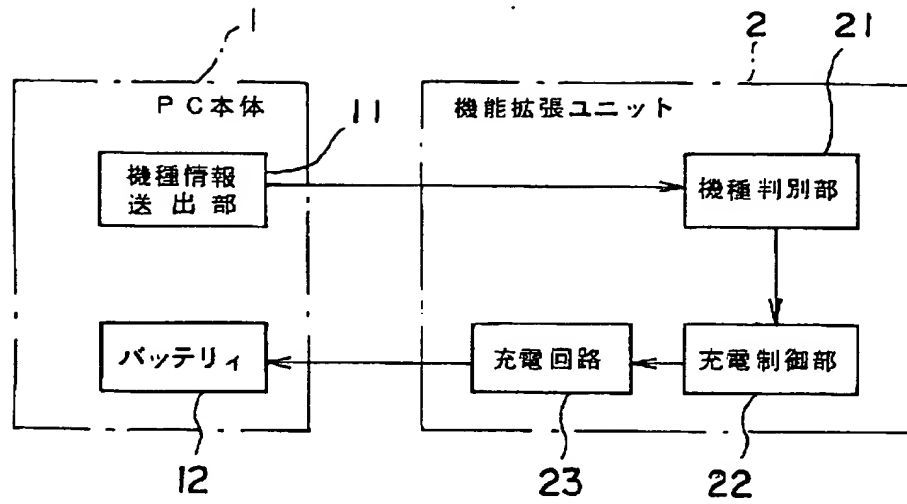 1
2
21
PC本体
11
機能拡張ユニット
機種情報
送出部
機種判別部
バッテリィ
充電回路
充電制御部
12
23
22